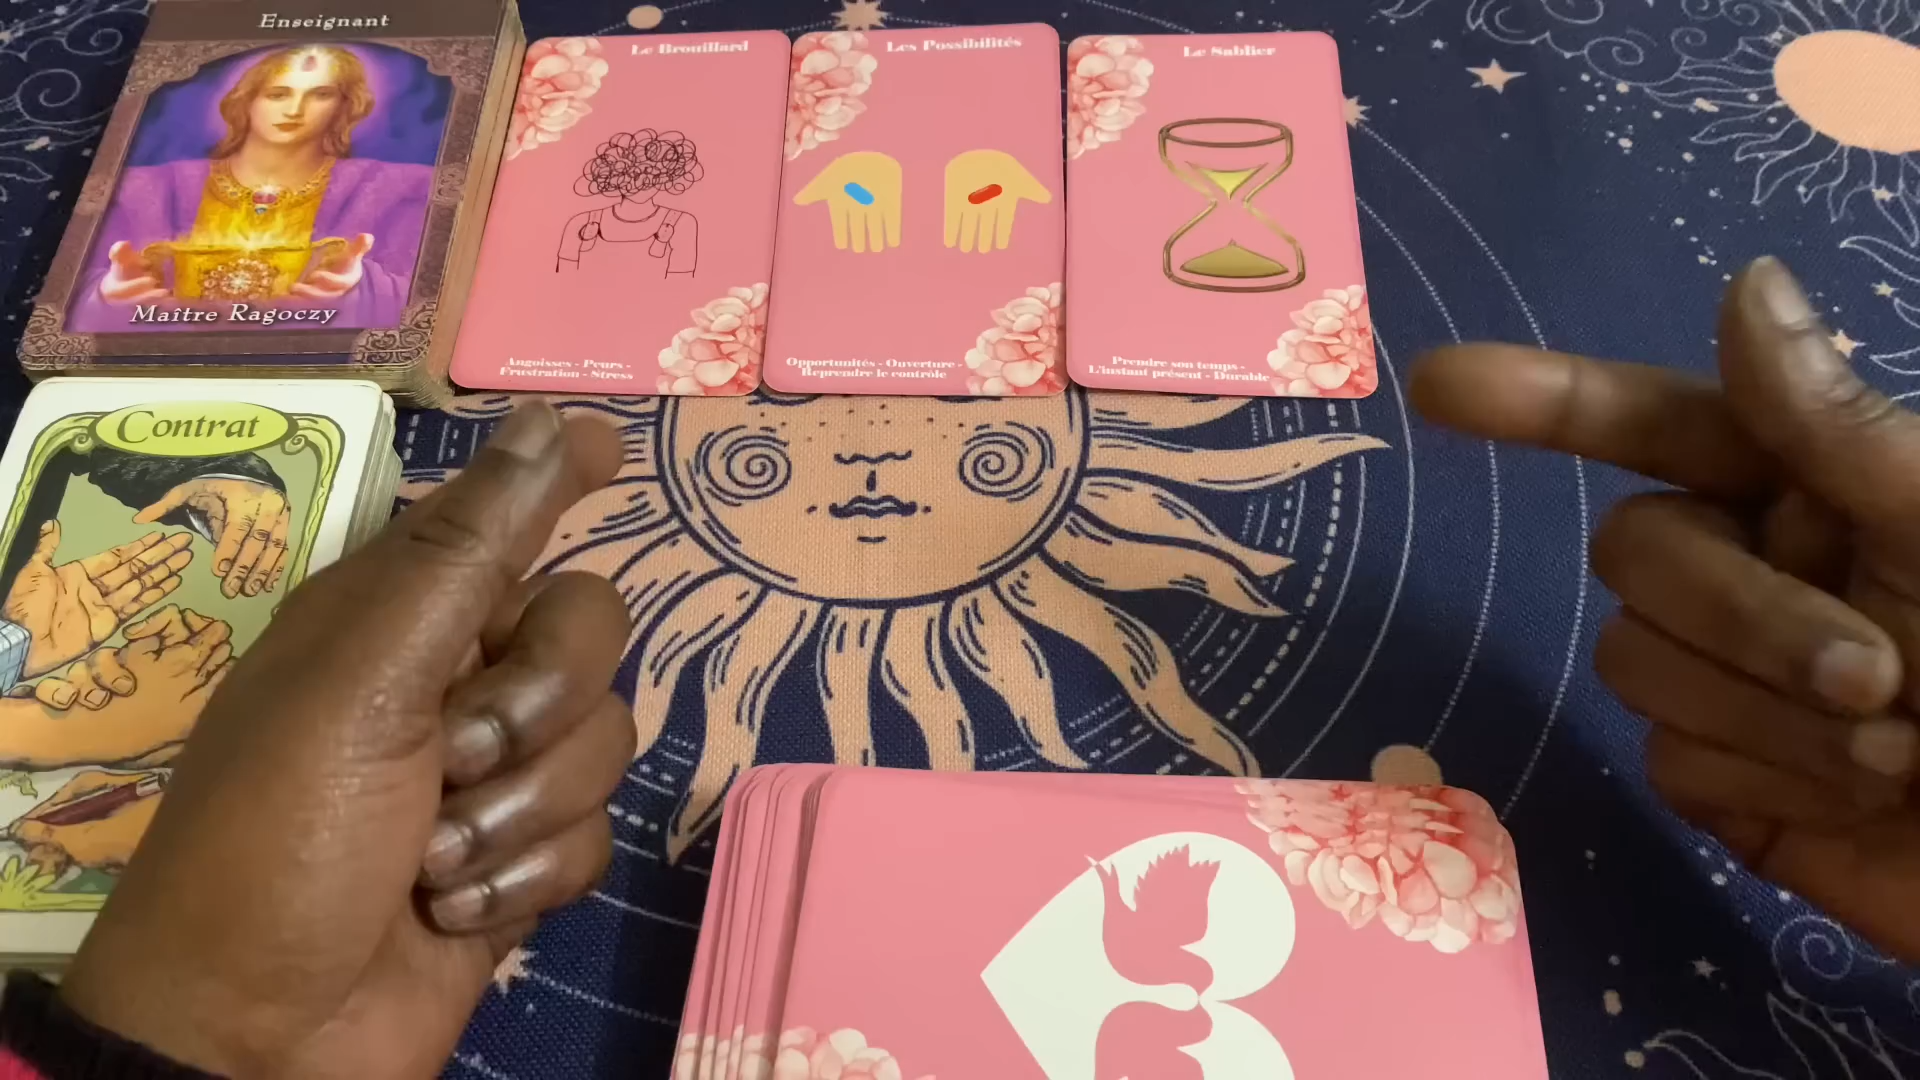 Enseignant
Maître Ragoczy
Contrat
Le Brouillard
Angoisses - Peurs -
Frustration - Stress
Les Possibilités
Opportunités - Ouverture -
Reprendre le contrôle
Le Sablier
Prendre son temps -
L'instant présent - Durable